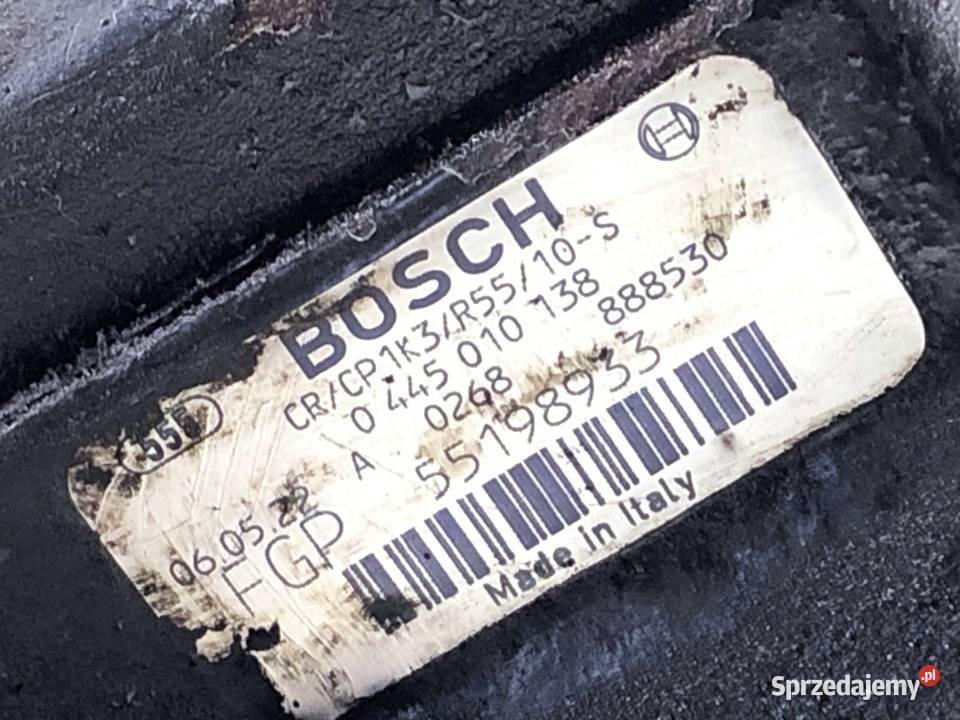 BOSCH
CR/CP1K3/R55/10-S
0 445 010 138
A 0268 888530
55198933
06.05.22
FGP
Made in Italy
Sprzedajemy.pl